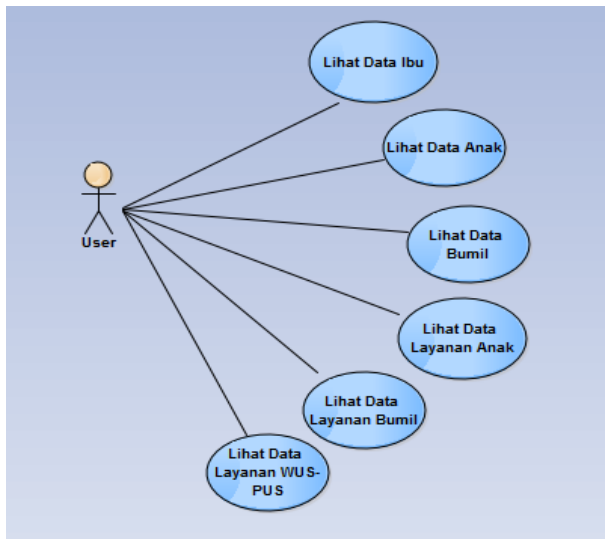 Lihat Data Ibu
Lihat Data Anak
User
Lihat Data
Bumil
Lihat Data
Layanan Anak
Lihat Data
Layanan Bumil
Lihat Data
Layanan WUS-
PUS